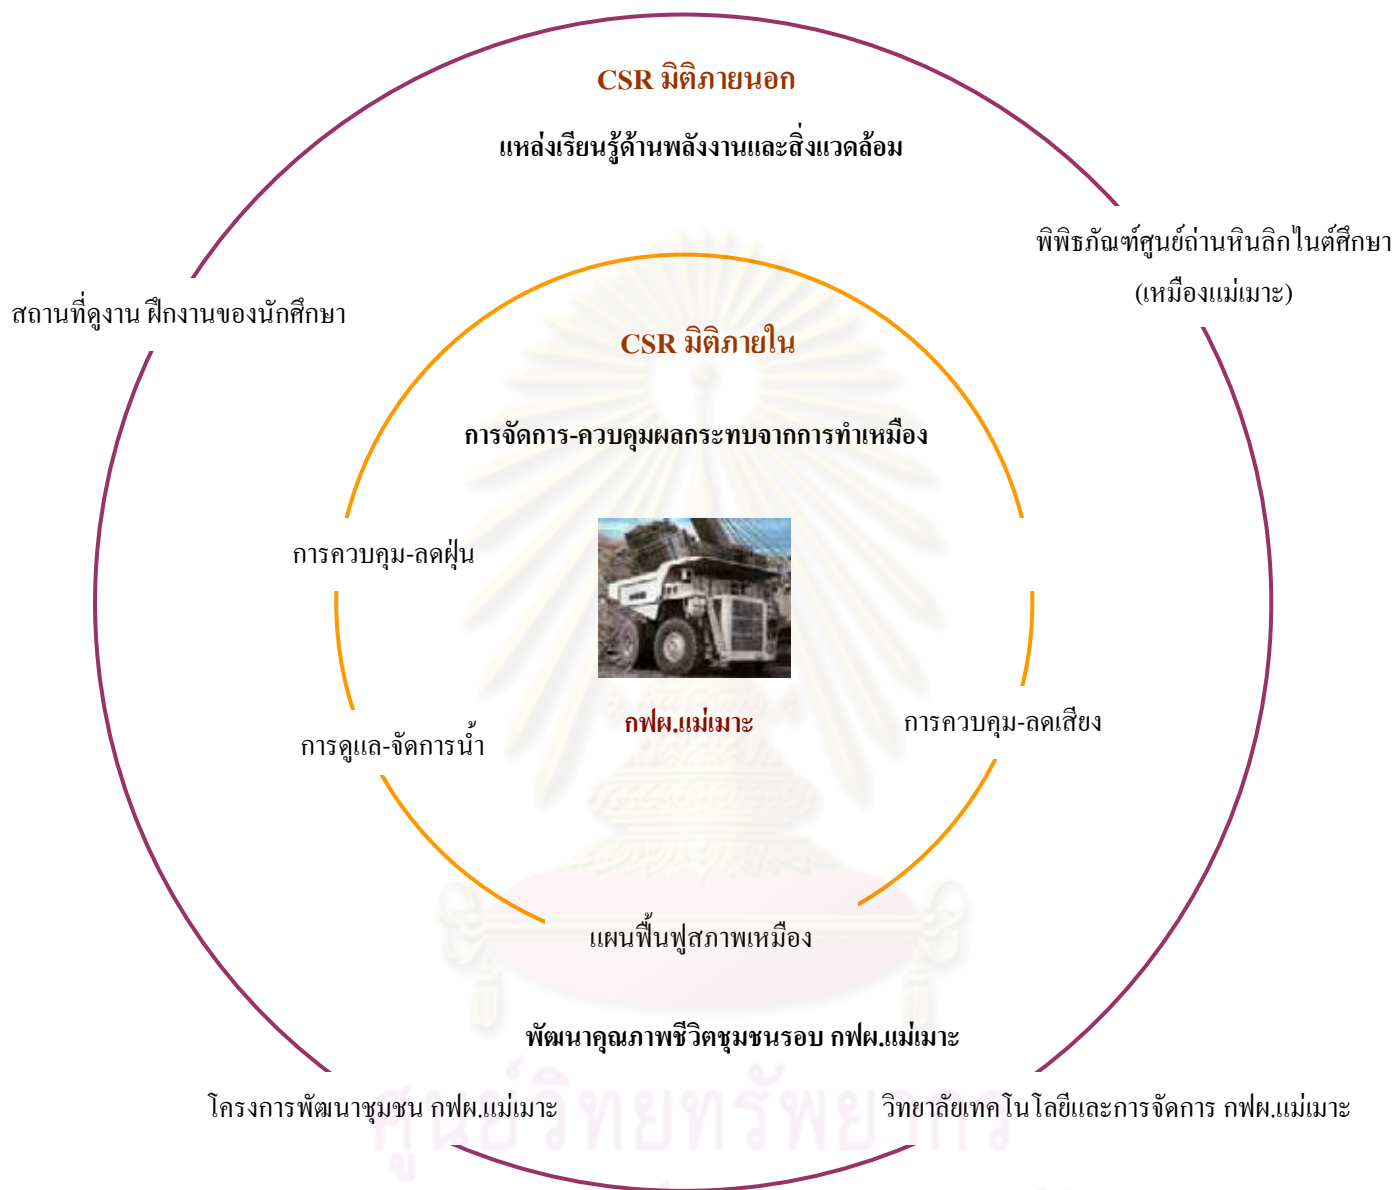 CSR มิติภายนอก
แหล่งเรียนรู้ด้านพลังงานและสิ่งแวดล้อม
พิพิธภัณฑ์ศูนย์ถ่านหินลิกไนต์ศึกษา
(เหมืองแม่เมาะ)
สถานที่ดูงาน ฝึกงานของนักศึกษา
CSR มิติภายใน
การจัดการ-ควบคุมผลกระทบจากการทำเหมือง
การควบคุม-ลดฝุ่น
กฟผ.แม่เมาะ
การควบคุม-ลดเสียง
การดูแล-จัดการน้ำ
แผนฟื้นฟูสภาพเหมือง
พัฒนาคุณภาพชีวิตชุมชนรอบ กฟผ.แม่เมาะ
โครงการพัฒนาชุมชน กฟผ.แม่เมาะ
วิทยาลัยเทคโนโลยีและการจัดการ กฟผ.แม่เมาะ
ศูนย์วิทยทรัพยากร